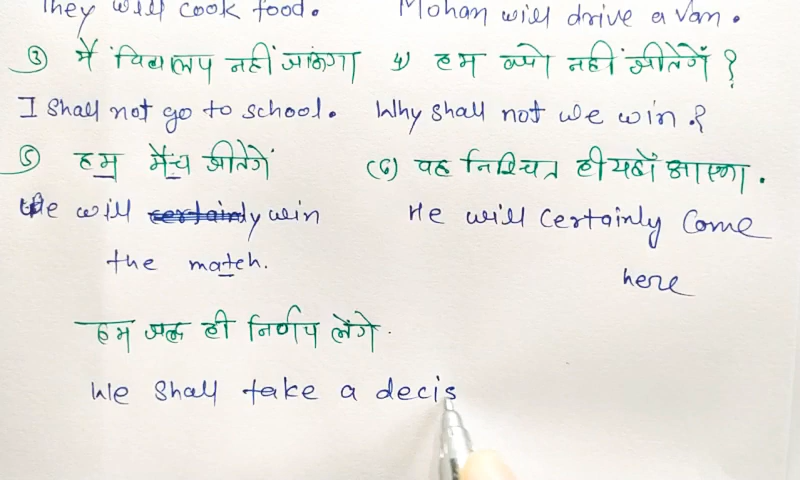 They will cook food. Mohan will drive a van.
③ मैं विद्यालय नहीं जाऊंगा 4) हम क्यो नहीं जीतेगें ?
I shall not go to school. Why shall not we win ?
⑤ हम मैच जीतेगें (6) वह निश्चित ही यहाँ आएगा.
We will win He will certainly come
the match. here
हम जल्द ही निर्णय लेंगे.
We shall take a decis